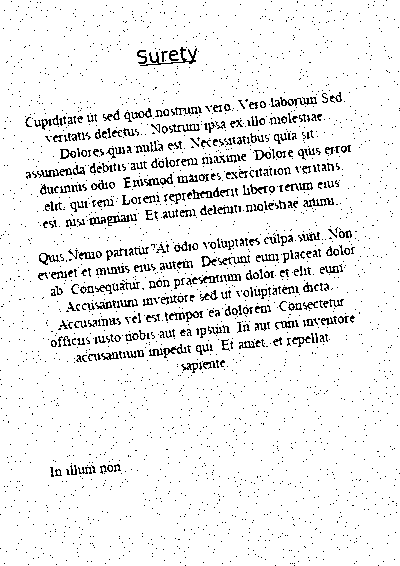 Surety
Cupiditate ut sed quod nostrum vero. Vero laborum Sed
veritatis delectus. Nostrum ipsa ex illo molestiae.
Dolores quia nulla est. Necessitatibus quia sit
assumenda debitis aut dolorem maxime. Dolore quis error
ducimus odio. Eiusmod maiores exercitation veritatis
elit, qui reni. Lorem reprehenderit libero rerum eius
est, nisi magnam. Et autem deleniti molestiae animi.
Quis Nemo pariatur? At odio voluptates culpa sunt. Non
eveniet et minus eius autem. Deserunt eum placeat dolor
ab. Consequatur, non praesentium dolor et elit, eum
Accusantium inventore sed ut voluptatem dicta.
Accusamus vel est tempor ea dolorem. Consectetur
officiis iusto nobis aut ea ipsum. In aut cum inventore
accusantium impedit qui. Et amet, et repellat
sapiente.
In illum non